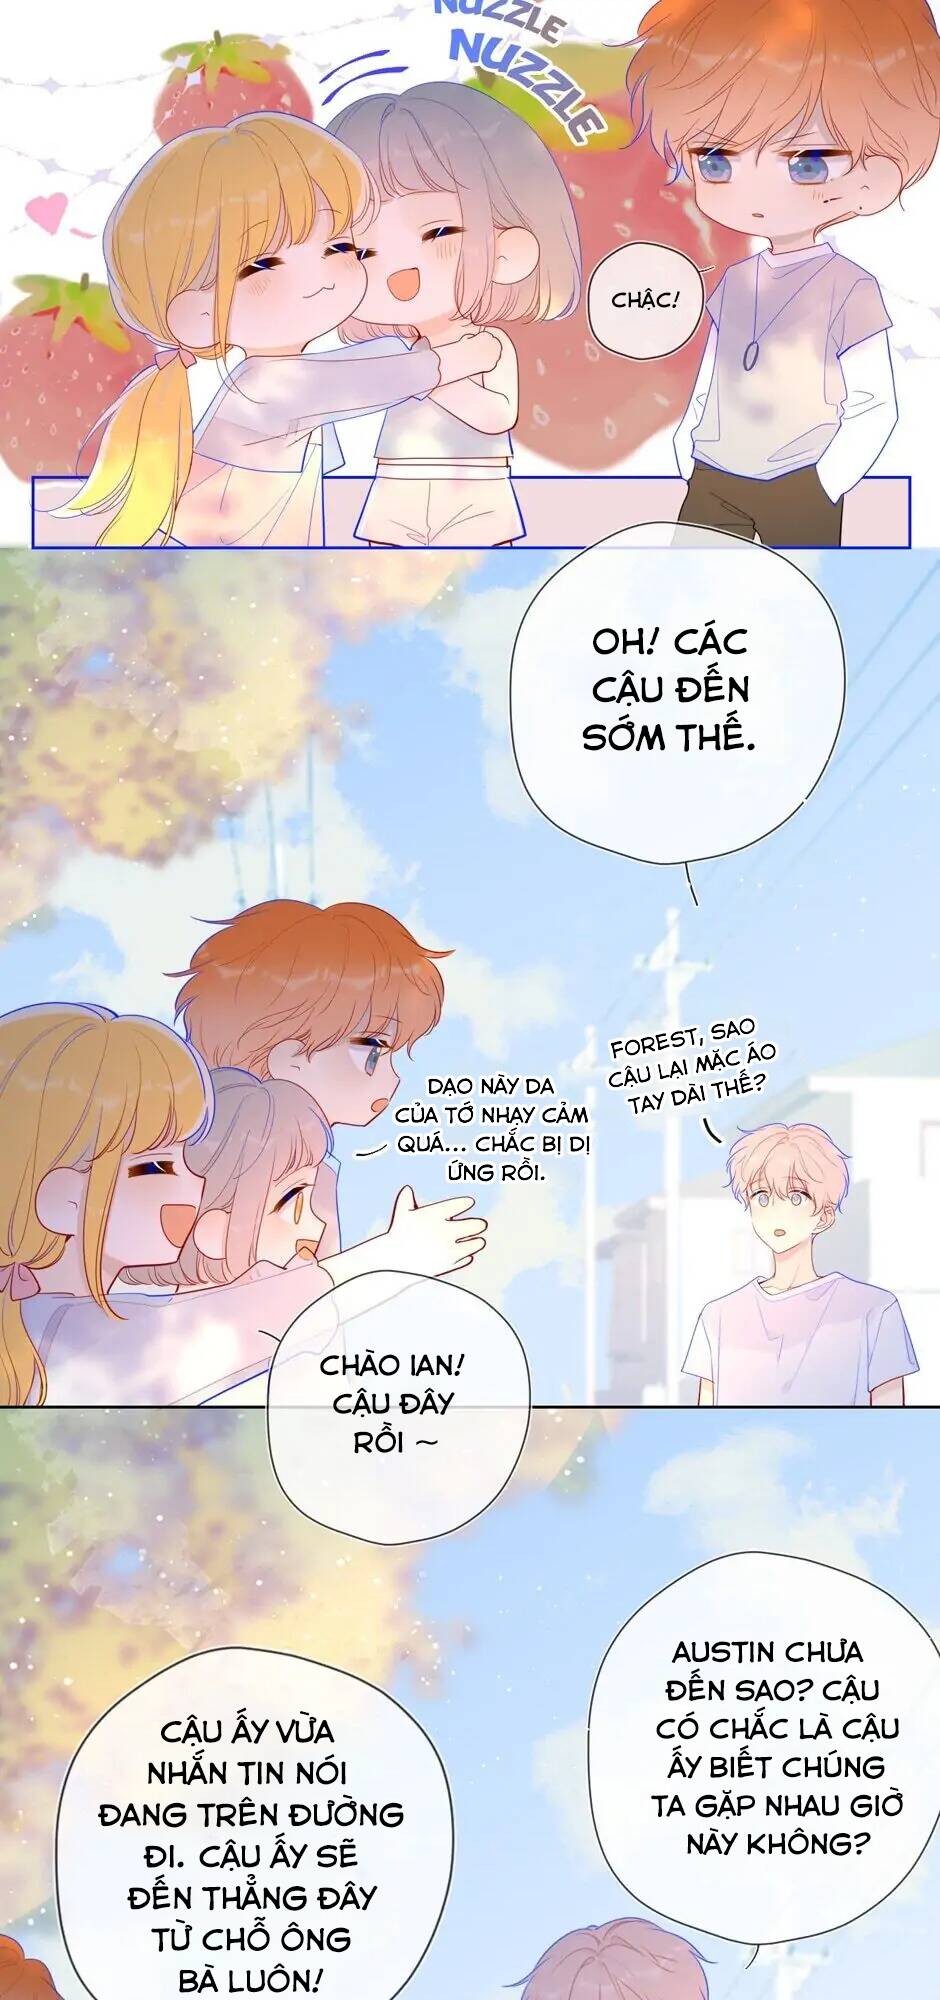 NUZZLE
NUZZLE
CHẬC!
OH! CÁC
CẬU ĐẾN
SỚM THẾ.
FOREST, SAO
CẬU LẠI MẶC ÁO
TAY DÀI THẾ?
DẠO NÀY DA
CỦA TỚ NHẠY CẢM
QUÁ... CHẮC BỊ DỊ
ỨNG RỒI.
CHÀO IAN!
CẬU ĐÂY
RỒI ~
AUSTIN CHƯA
ĐẾN SAO? CẬU
CÓ CHẮC LÀ CẬU
ẤY BIẾT CHÚNG
TA GẶP NHAU GIỜ
NÀY KHÔNG?
CẬU ẤY VỪA
NHẮN TIN NÓI
ĐANG TRÊN ĐƯỜNG
ĐI. CẬU ẤY SẼ
ĐẾN THẲNG ĐÂY
TỪ CHỖ ÔNG
BÀ LUÔN!